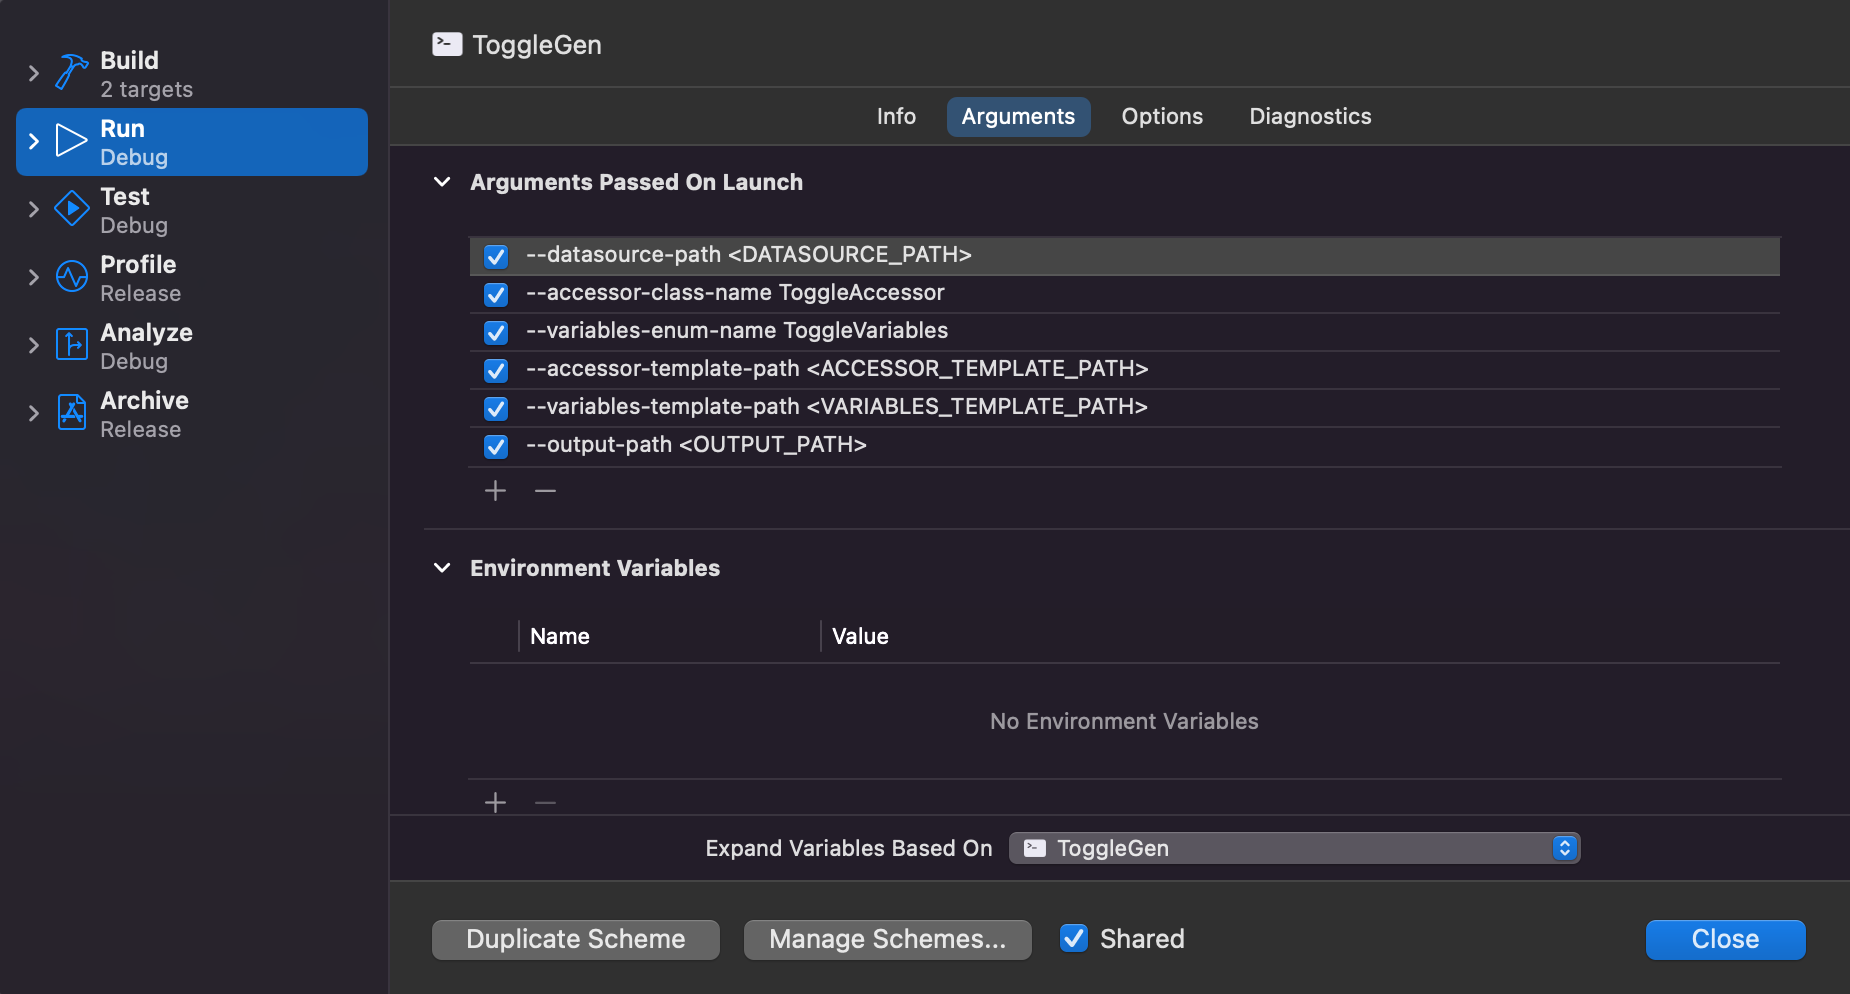 Build
2 targets
Run
Debug
Test
Debug
Profile
Release
Analyze
Debug
Archive
Release
ToggleGen
Info Arguments Options Diagnostics
Arguments Passed On Launch
--datasource-path <DATASOURCE_PATH>
--accessor-class-name ToggleAccessor
--variables-enum-name ToggleVariables
--accessor-template-path <ACCESSOR_TEMPLATE_PATH>
--variables-template-path <VARIABLES_TEMPLATE_PATH>
--output-path <OUTPUT_PATH>
Environment Variables
Name Value
No Environment Variables
Expand Variables Based On ToggleGen
Duplicate Scheme Manage Schemes... Shared Close